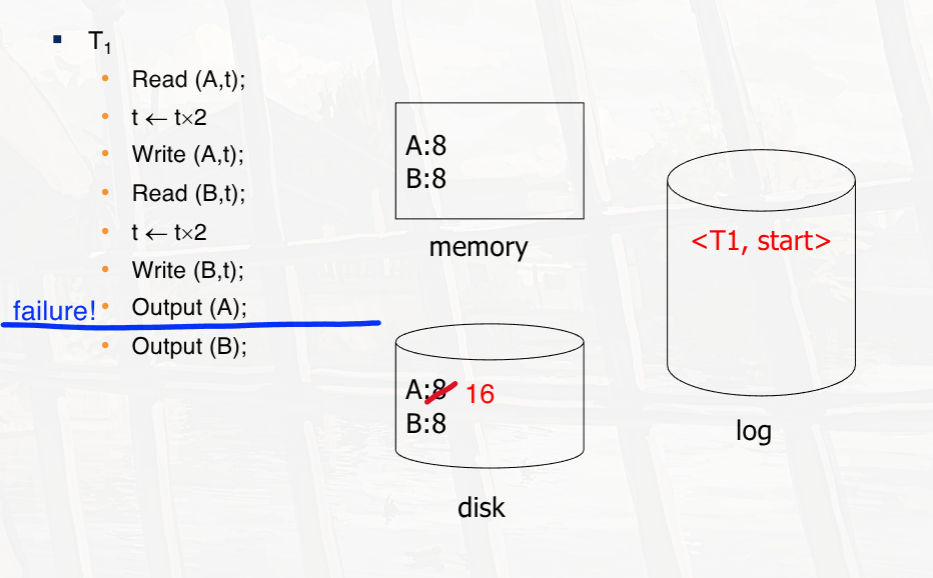 T₁
Read (A,t);
t ← t×2
Write (A,t);
Read (B,t);
t ← t×2
Write (B,t);
failure!
Output (A);
Output (B);
A:8
B:8
memory
A:8 16
B:8
disk
<T1, start>
log